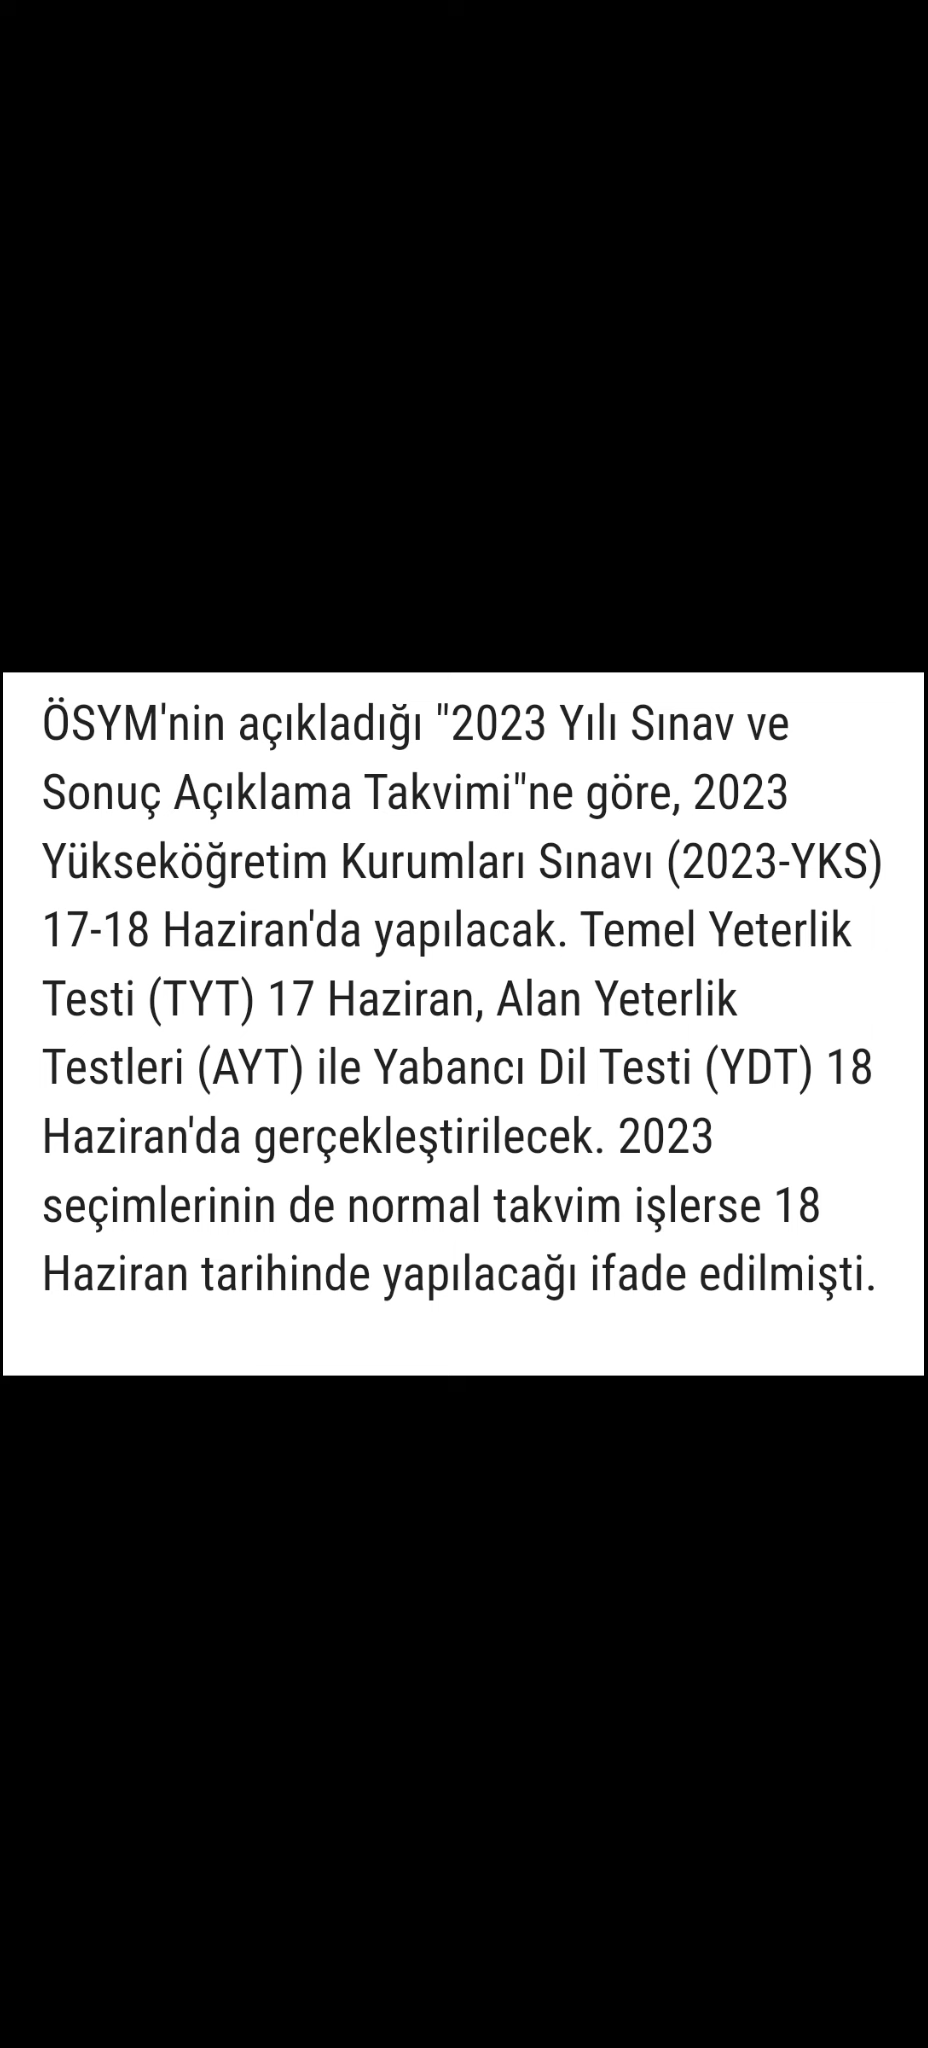 ÖSYM'nin açıkladığı "2023 Yılı Sınav ve
Sonuç Açıklama Takvimi"ne göre, 2023
Yükseköğretim Kurumları Sınavı (2023-YKS)
17-18 Haziran'da yapılacak. Temel Yeterlik
Testi (TYT) 17 Haziran, Alan Yeterlik
Testleri (AYT) ile Yabancı Dil Testi (YDT) 18
Haziran'da gerçekleştirilecek. 2023
seçimlerinin de normal takvim işlerse 18
Haziran tarihinde yapılacağı ifade edilmişti.